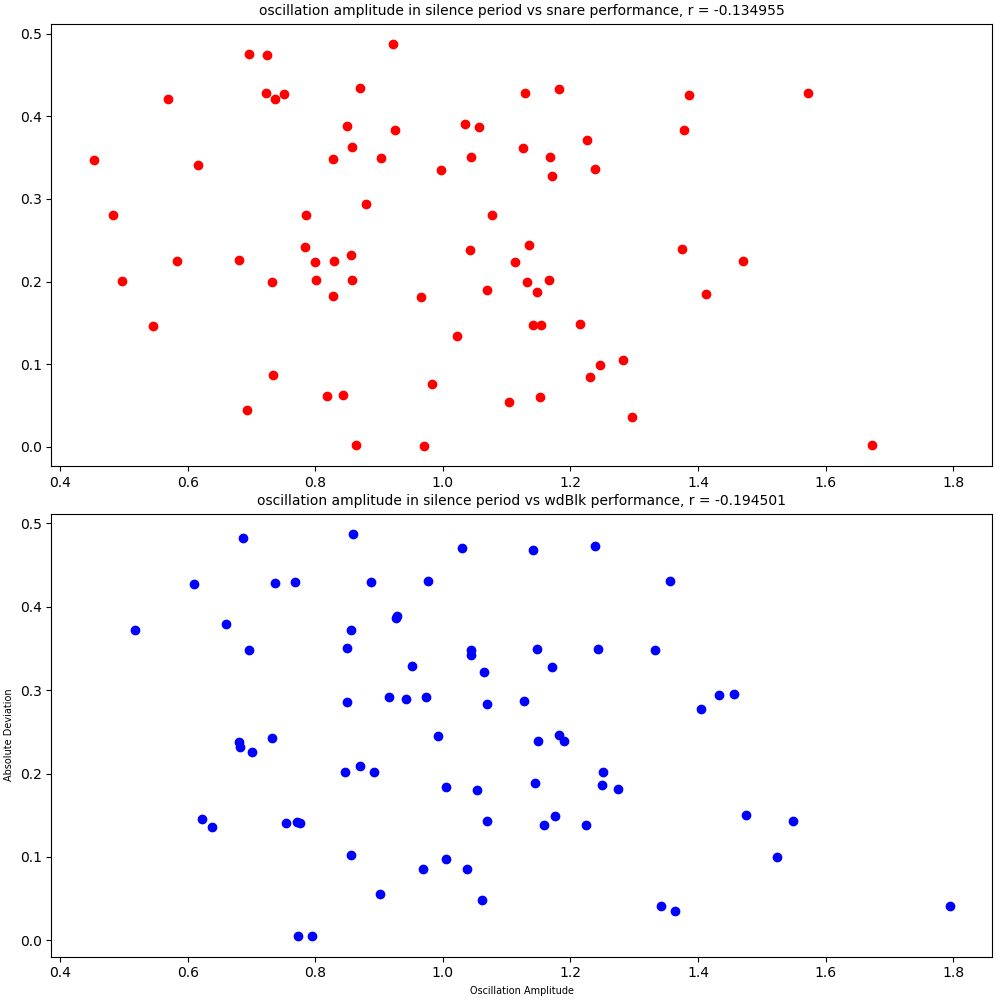 oscillation amplitude in silence period vs snare performance, r = -0.134955
0.5
0.4
0.3
0.2
0.1
0.0
0.4 0.6 0.8 1.0 1.2 1.4 1.6 1.8
oscillation amplitude in silence period vs wdBlk performance, r = -0.194501
0.5
0.4
0.3
0.2
0.1
0.0
Absolute Deviation
0.4 0.6 0.8 1.0 1.2 1.4 1.6 1.8
Oscillation Amplitude